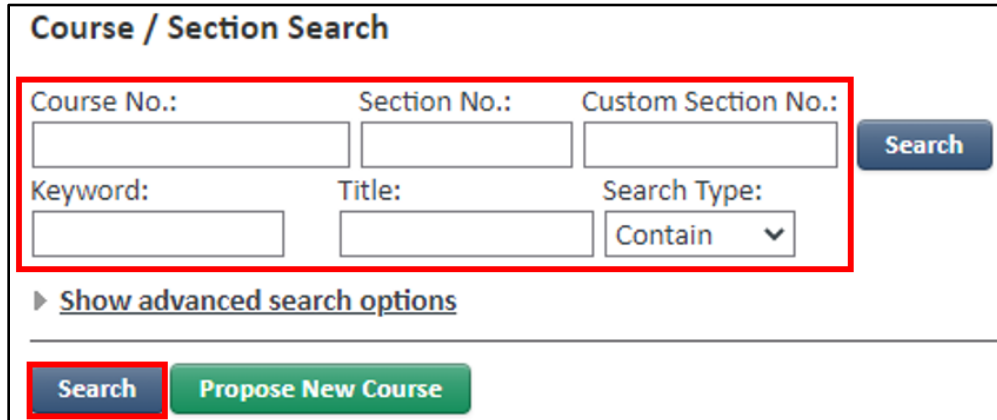 Course / Section Search
Course No.: Section No.: Custom Section No.:
Search
Keyword: Title: Search Type:
Contain
Show advanced search options
Search Propose New Course